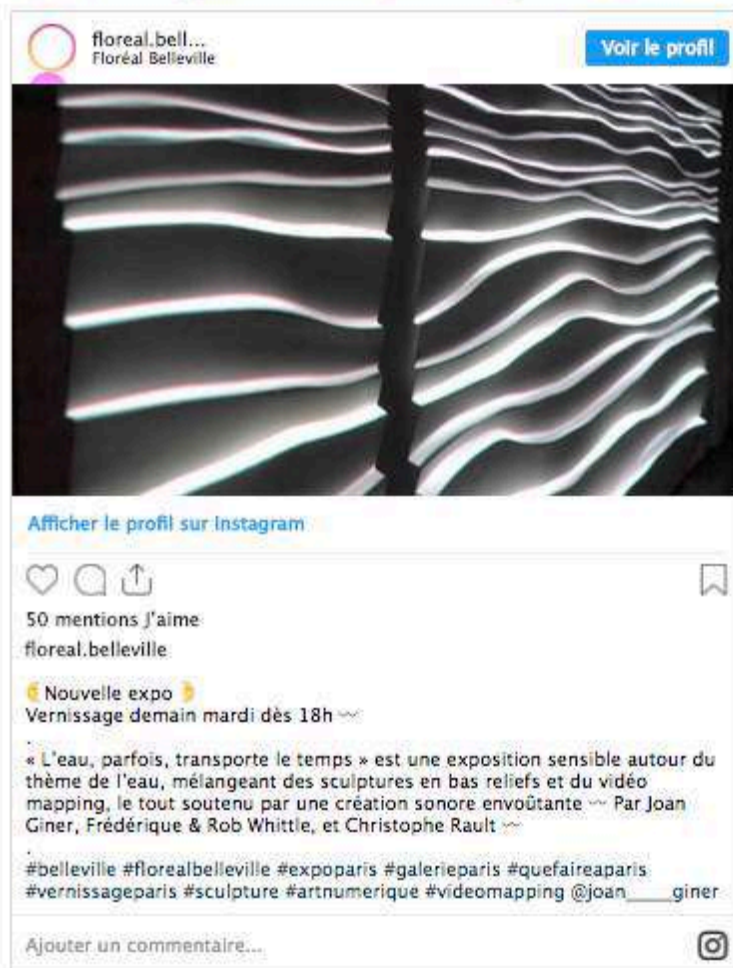 floreal.bell...
Floréal Belleville
Voir le profil
Afficher le profil sur Instagram
50 mentions J'aime
floreal.belleville
Nouvelle expo
Vernissage demain mardi dès 18h 〰
.
« L'eau, parfois, transporte le temps » est une exposition sensible autour du
thème de l'eau, mélangeant des sculptures en bas reliefs et du vidéo
mapping, le tout soutenu par une création sonore envoûtante 〰 Par Joan
Giner, Frédérique & Rob Whittle, et Christophe Rault 〰
.
#belleville #florealbelleville #expoparis #galerieparis #quefaireaparis
#vernissageparis #sculpture #artnumerique #videomapping @joan_____giner
Ajouter un commentaire...